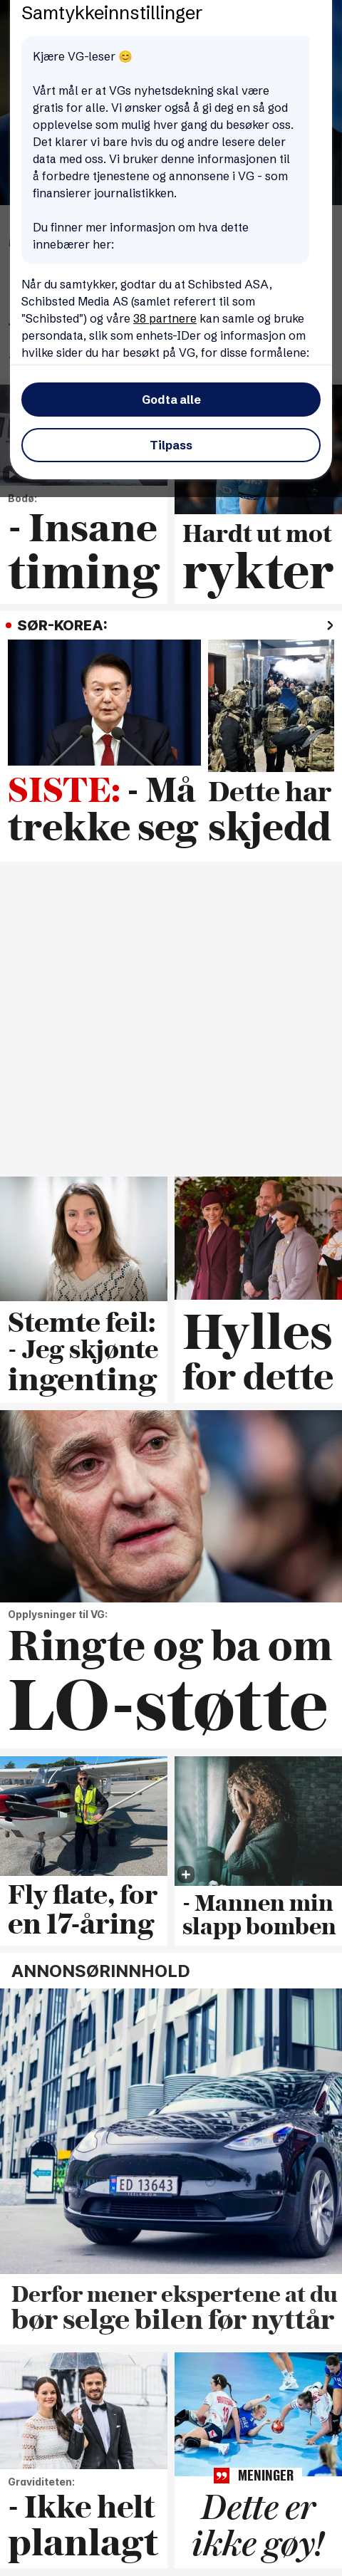 Samtykkeinnstillinger
Kjære VG-leser 😊
Vårt mål er at VGs nyhetsdekning skal være
gratis for alle. Vi ønsker også å gi deg en så god
opplevelse som mulig hver gang du besøker oss.
Det klarer vi bare hvis du og andre lesere deler
data med oss. Vi bruker denne informasjonen til
å forbedre tjenestene og annonsene i VG - som
finansierer journalistikken.
Du finner mer informasjon om hva dette
innebærer her:
Når du samtykker, godtar du at Schibsted ASA,
Schibsted Media AS (samlet referert til som
"Schibsted") og våre 38 partnere kan samle og bruke
persondata, slik som enhets-IDer og informasjon om
hvilke sider du har besøkt på VG, for disse formålene:
Godta alle
Tilpass
Bodø:
- Insane
timing
Hardt ut mot
rykter
SØR-KOREA:
SISTE: - Må
trekke seg
Dette har
skjedd
Stemte feil:
- Jeg skjønte
ingenting
Hylles
for dette
Opplysninger til VG:
Ringte og ba om
LO-støtte
Fly flate, for
en 17-åring
- Mannen min
slapp bomben
ANNONSØRINNHOLD
ED 13643
Derfor mener ekspertene at du
bør selge bilen før nyttår
Graviditeten:
- Ikke helt
planlagt
MENINGER
Dette er
ikke gøy!